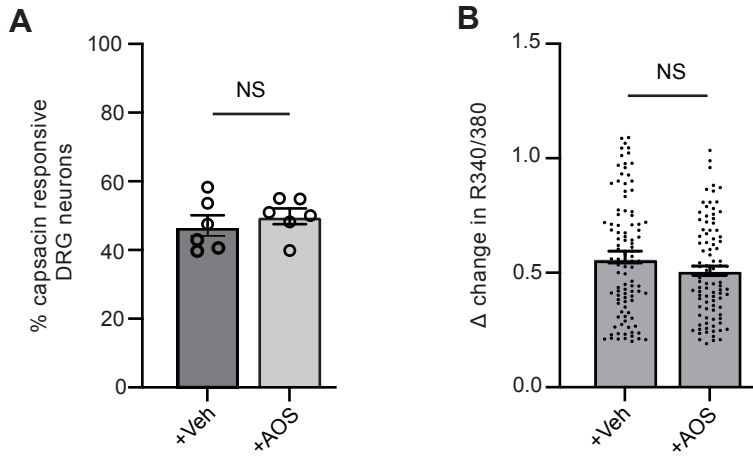 A
% capsacin responsive
DRG neurons
100
80
60
40
20
0
NS
+Veh
+AOS
B
Δ change in R340/380
1.5
1.0
0.5
0.0
NS
+Veh
+AOS